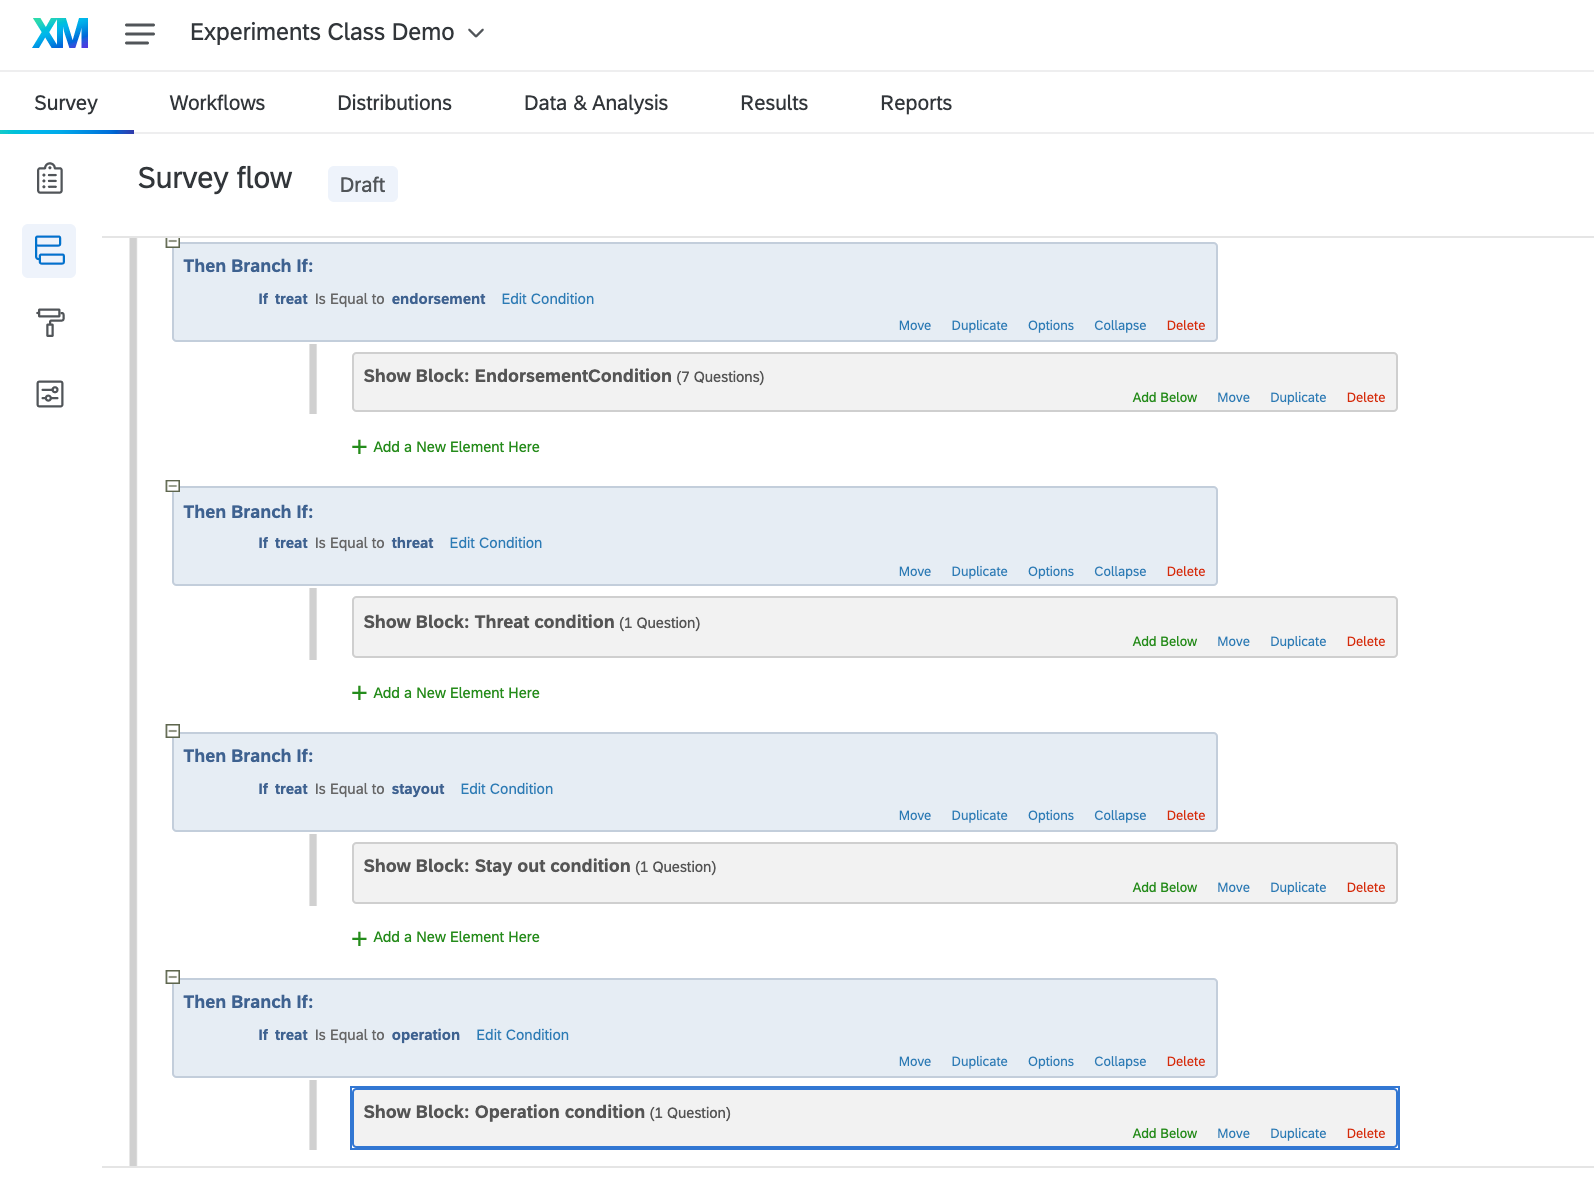 XM Experiments Class Demo
Survey Workflows Distributions Data & Analysis Results Reports
Survey flow Draft
Then Branch If:
If treat Is Equal to endorsement Edit Condition
Move Duplicate Options Collapse Delete
Show Block: EndorsementCondition (7 Questions)
Add Below Move Duplicate Delete
Add a New Element Here
Then Branch If:
If treat Is Equal to threat Edit Condition
Move Duplicate Options Collapse Delete
Show Block: Threat condition (1 Question)
Add Below Move Duplicate Delete
Add a New Element Here
Then Branch If:
If treat Is Equal to stayout Edit Condition
Move Duplicate Options Collapse Delete
Show Block: Stay out condition (1 Question)
Add Below Move Duplicate Delete
Add a New Element Here
Then Branch If:
If treat Is Equal to operation Edit Condition
Move Duplicate Options Collapse Delete
Show Block: Operation condition (1 Question)
Add Below Move Duplicate Delete